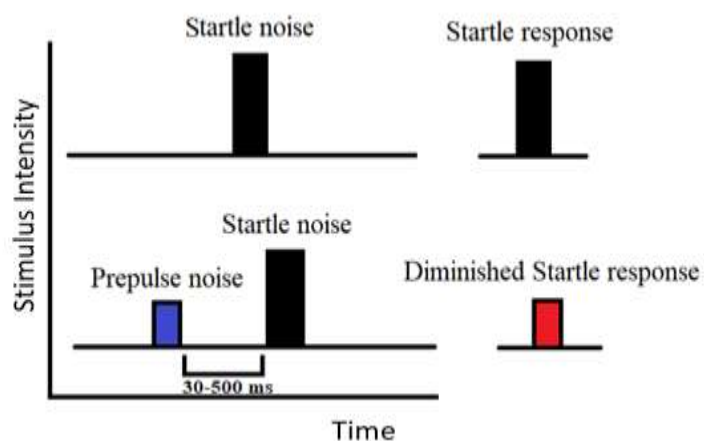 Startle noise
Startle response
Stimulus Intensity
Startle noise
Prepulse noise
Diminished Startle response
30-500 ms
Time